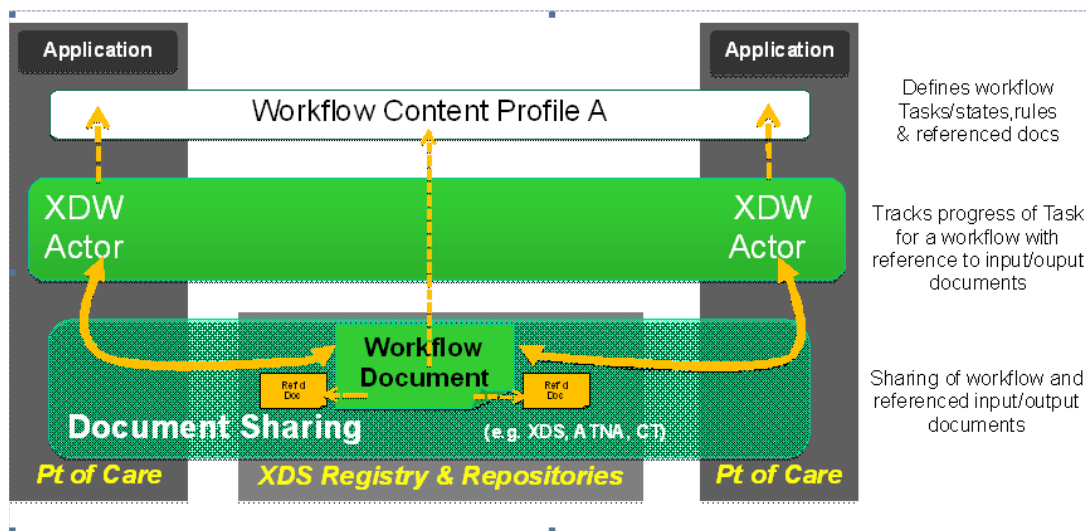 Application
Application
Workflow Content Profile A
Defines workflow
Tasks/states,rules
& referenced docs
XDW
Actor
XDW
Actor
Tracks progress of Task
for a workflow with
reference to input/ouput
documents
Workflow
Document
Ref'd
Doc
Ref'd
Doc
Document Sharing
(e.g. XDS, ATNA, CT)
Sharing of workflow and
referenced input/output
documents
Pt of Care
XDS Registry & Repositories
Pt of Care